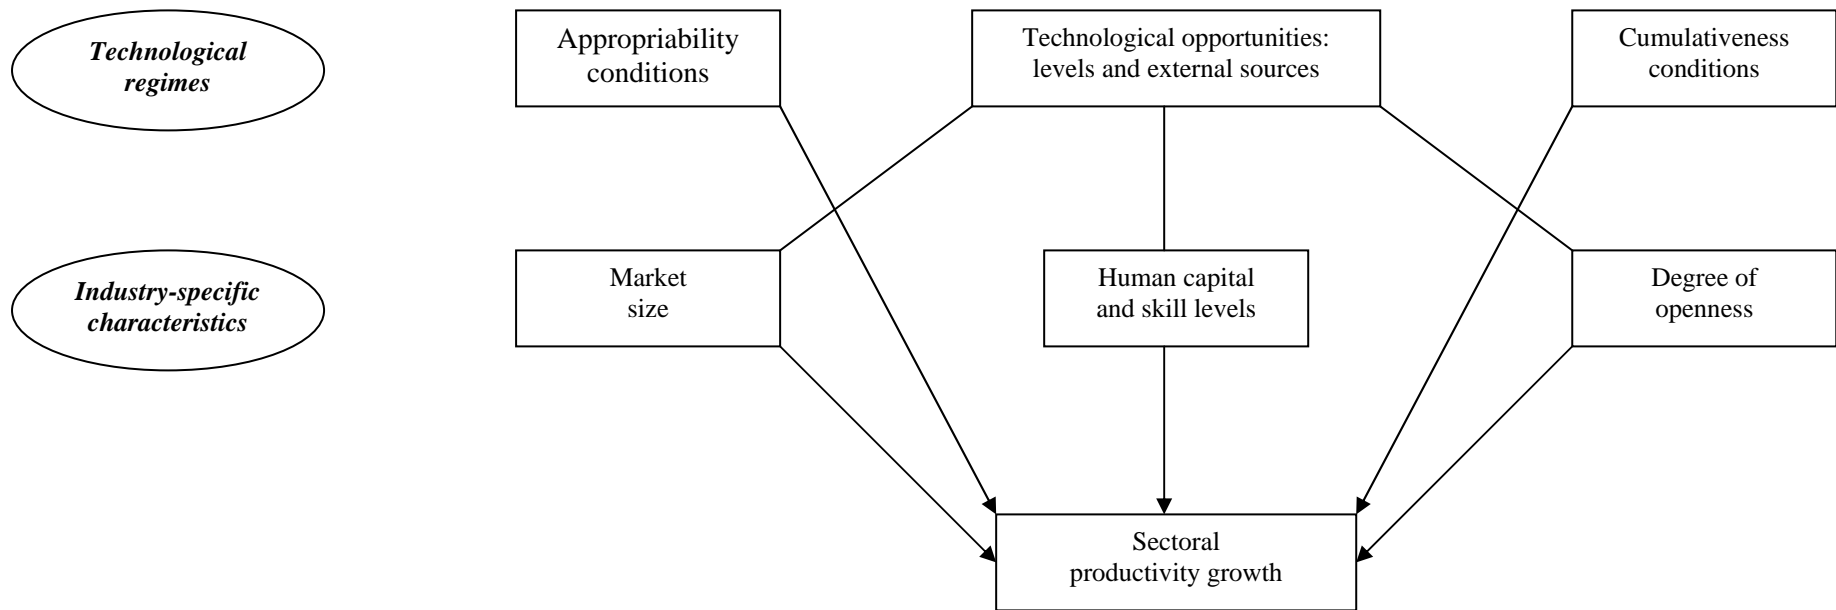 Technological
regimes
Appropriability
conditions
Technological opportunities:
levels and external sources
Cumulativeness
conditions
Industry-specific
characteristics
Market
size
Human capital
and skill levels
Degree of
openness
Sectoral
productivity growth